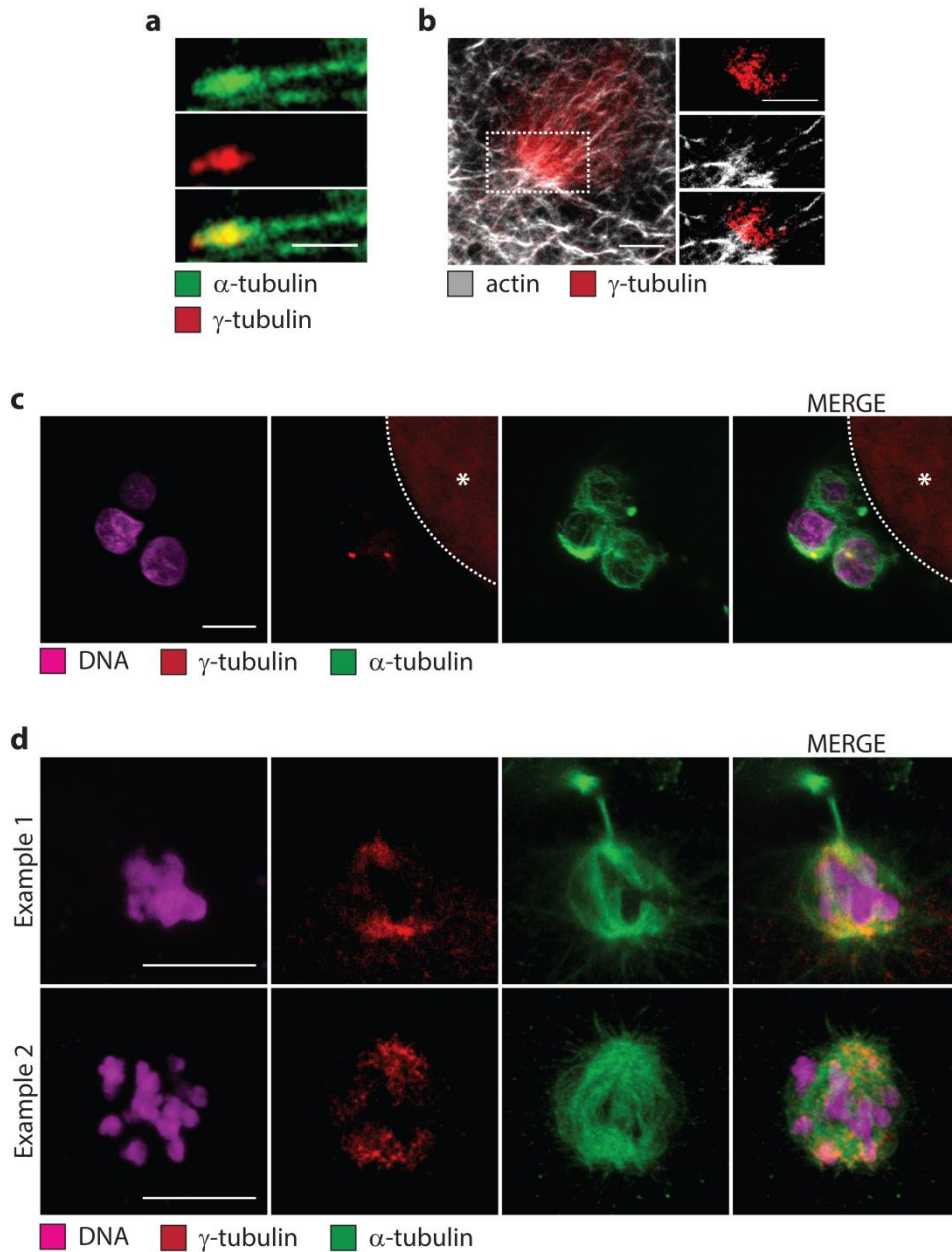 a
b
α-tubulin
γ-tubulin
actin
γ-tubulin
c
MERGE
*
*
DNA
γ-tubulin
α-tubulin
d
MERGE
Example 1
Example 2
DNA
γ-tubulin
α-tubulin